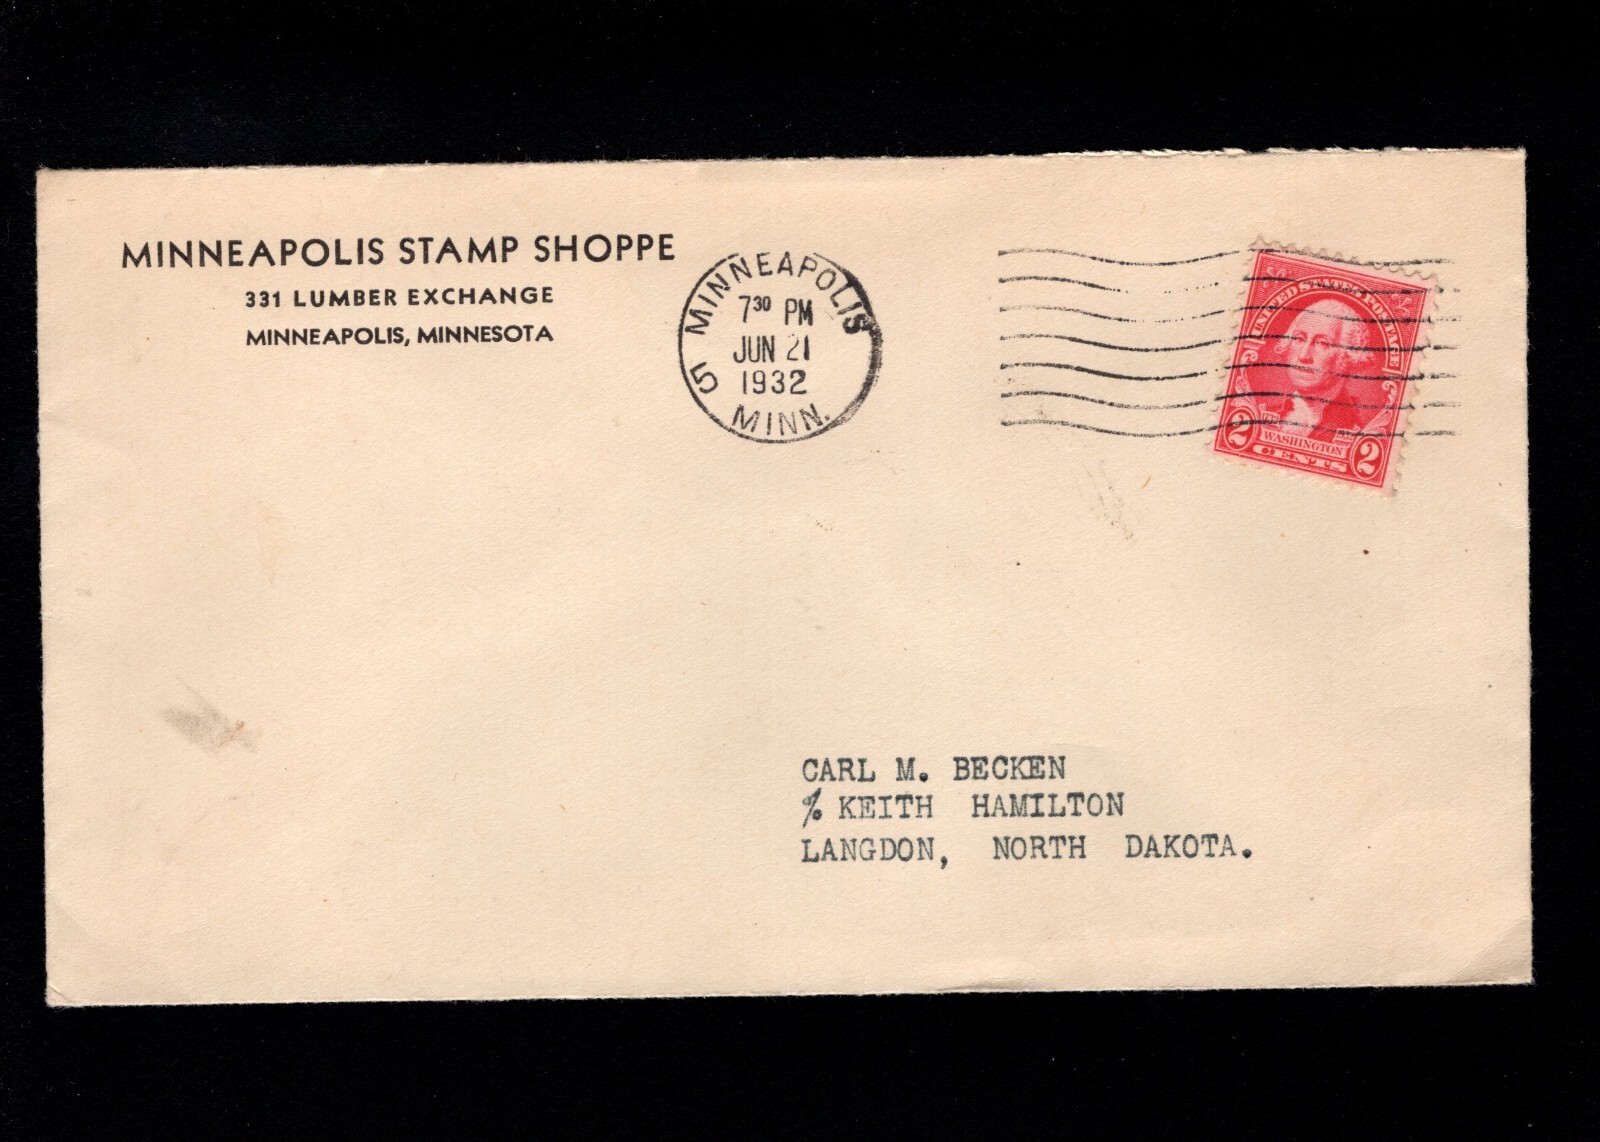 MINNEAPOLIS STAMP SHOPPE
331 LUMBER EXCHANGE
MINNEAPOLIS, MINNESOTA
MINNEAPOLIS
7 30 PM
JUN 21
1932
5 MINN.
UNITED STATES POSTAGE
WASHINGTON
2 CENTS 2
CARL M. BECKEN
% KEITH HAMILTON
LANGDON, NORTH DAKOTA.